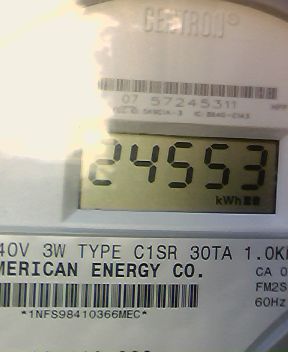 CENTRON®
07 57245311
24553
kWh
40V 3W TYPE C1SR 30TA 1.0K
MERICAN ENERGY CO.
CA 0
FM2S
60Hz
*1NFS98410366MEC*